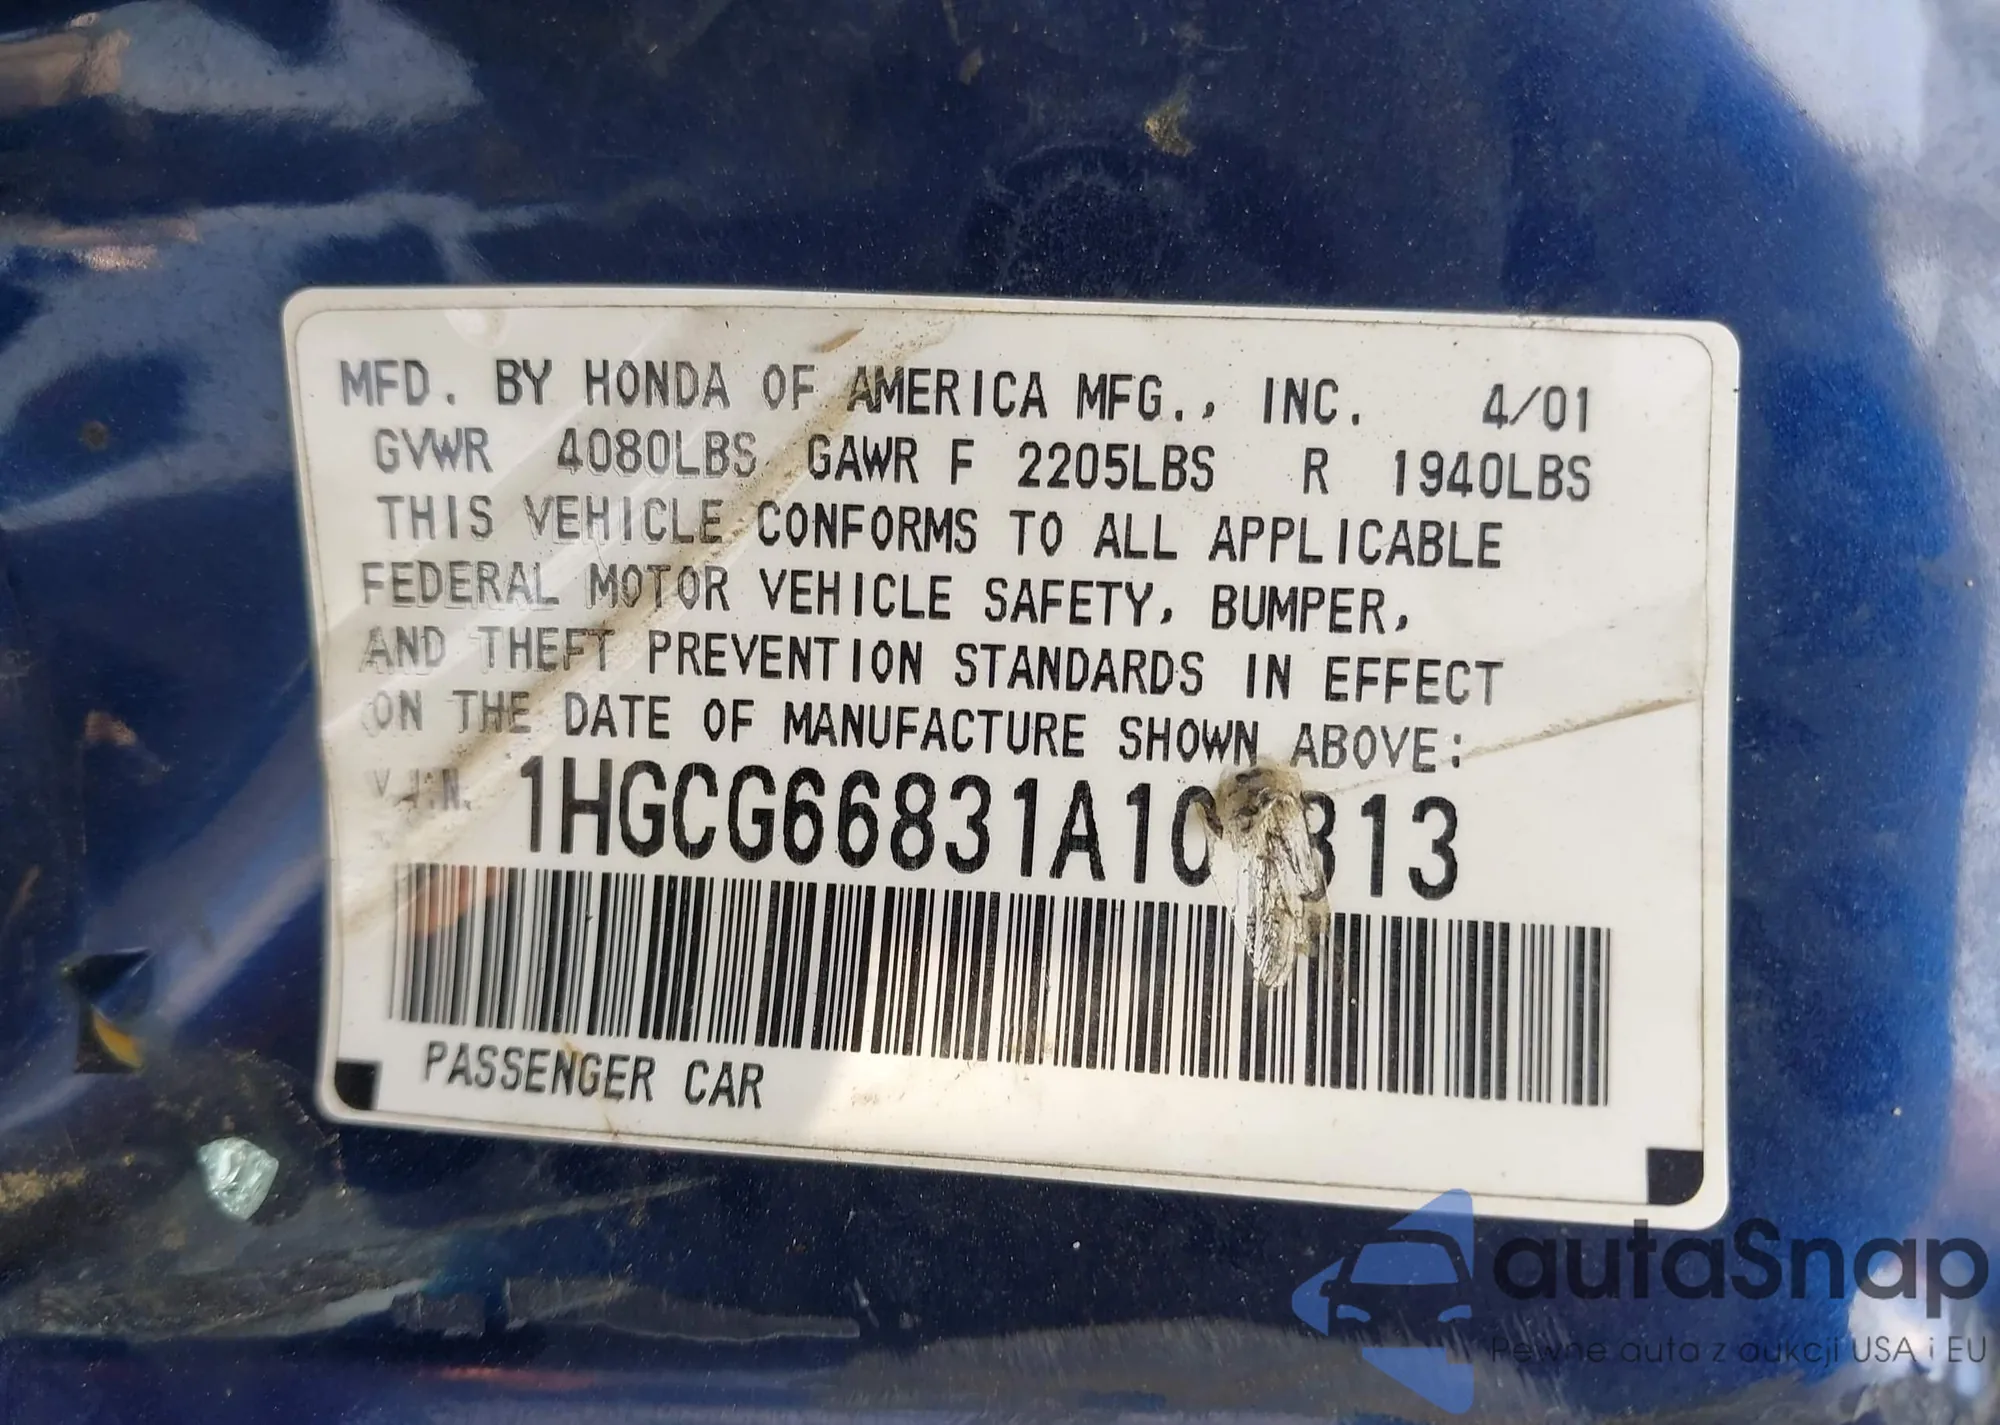 MFD. BY HONDA OF AMERICA MFG., INC. 4/01
GVWR 4080LBS GAWR F 2205LBS R 1940LBS
THIS VEHICLE CONFORMS TO ALL APPLICABLE
FEDERAL MOTOR VEHICLE SAFETY, BUMPER,
AND THEFT PREVENTION STANDARDS IN EFFECT
ON THE DATE OF MANUFACTURE SHOWN ABOVE:
V.I.N.
PASSENGER CAR
autaSnap
Pewne auta z aukcji USA i EU